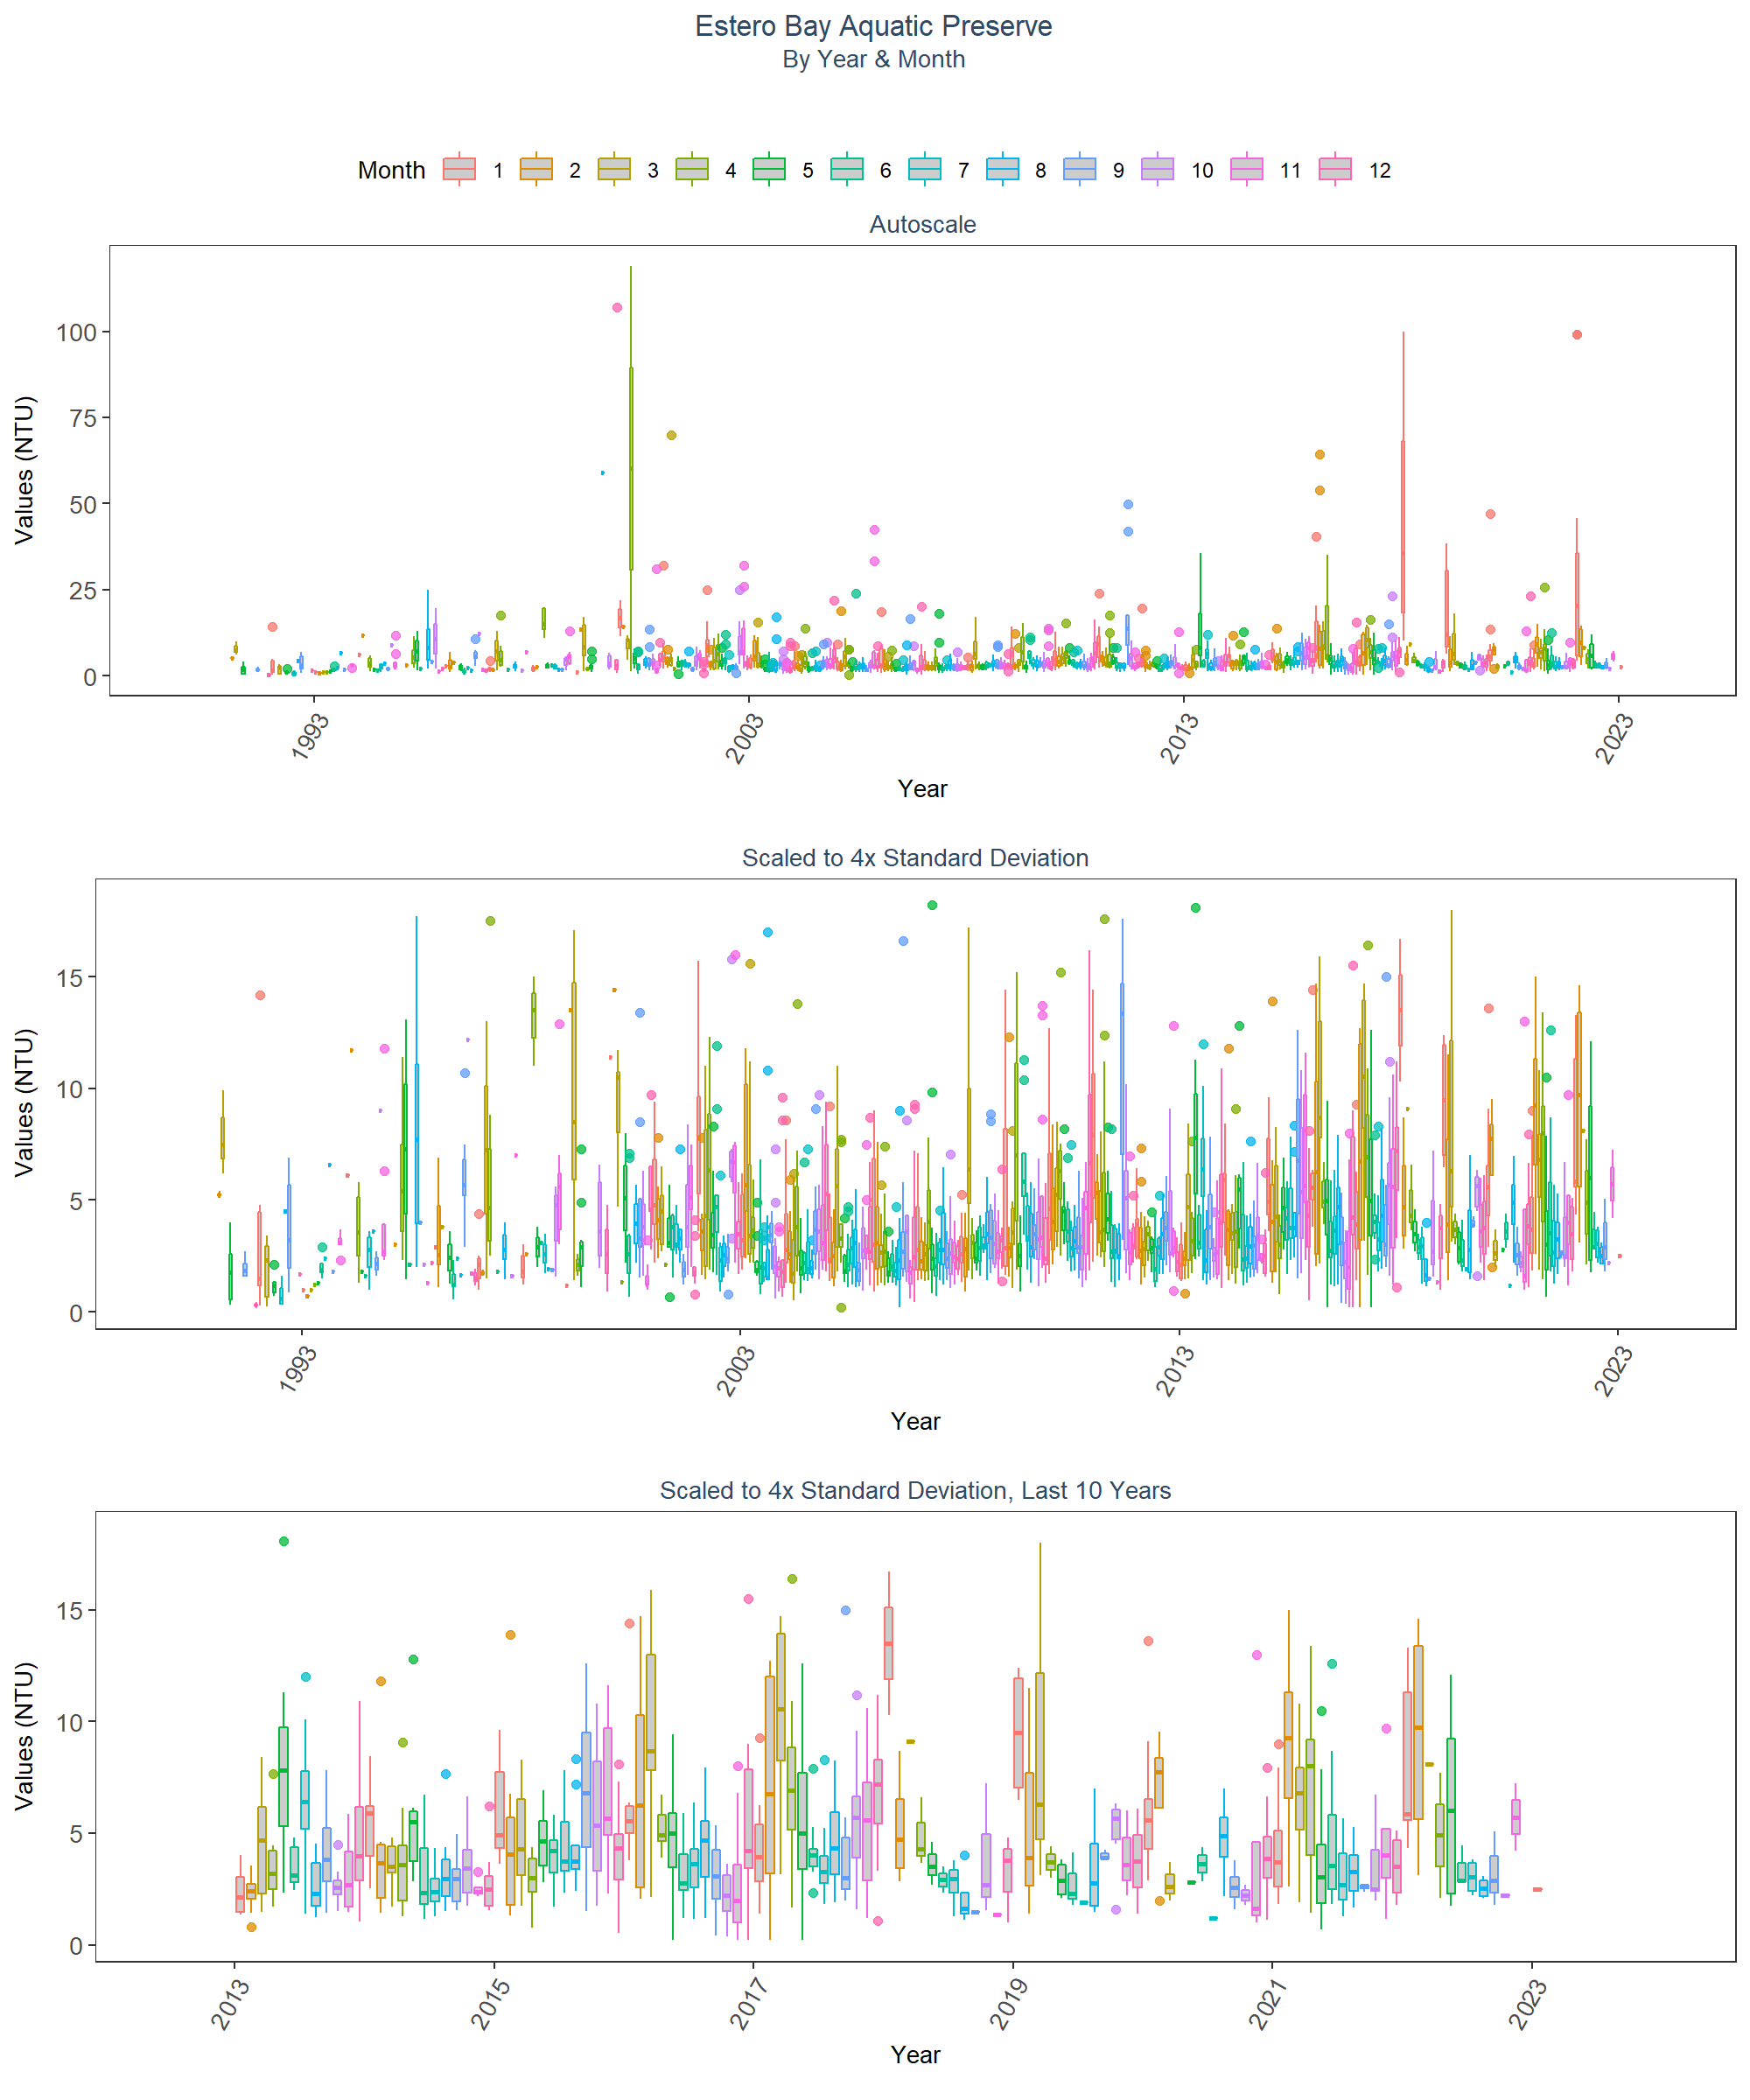 Estero Bay Aquatic Preserve
By Year & Month
Month 1 2 3 4 5 6 7 8 9 10 11 12
Autoscale
Values (NTU)
100
75
50
25
0
1993 2003 2013 2023
Year
Scaled to 4x Standard Deviation
Values (NTU)
15
10
5
0
1993 2003 2013 2023
Year
Scaled to 4x Standard Deviation, Last 10 Years
Values (NTU)
15
10
5
0
2013 2015 2017 2019 2021 2023
Year